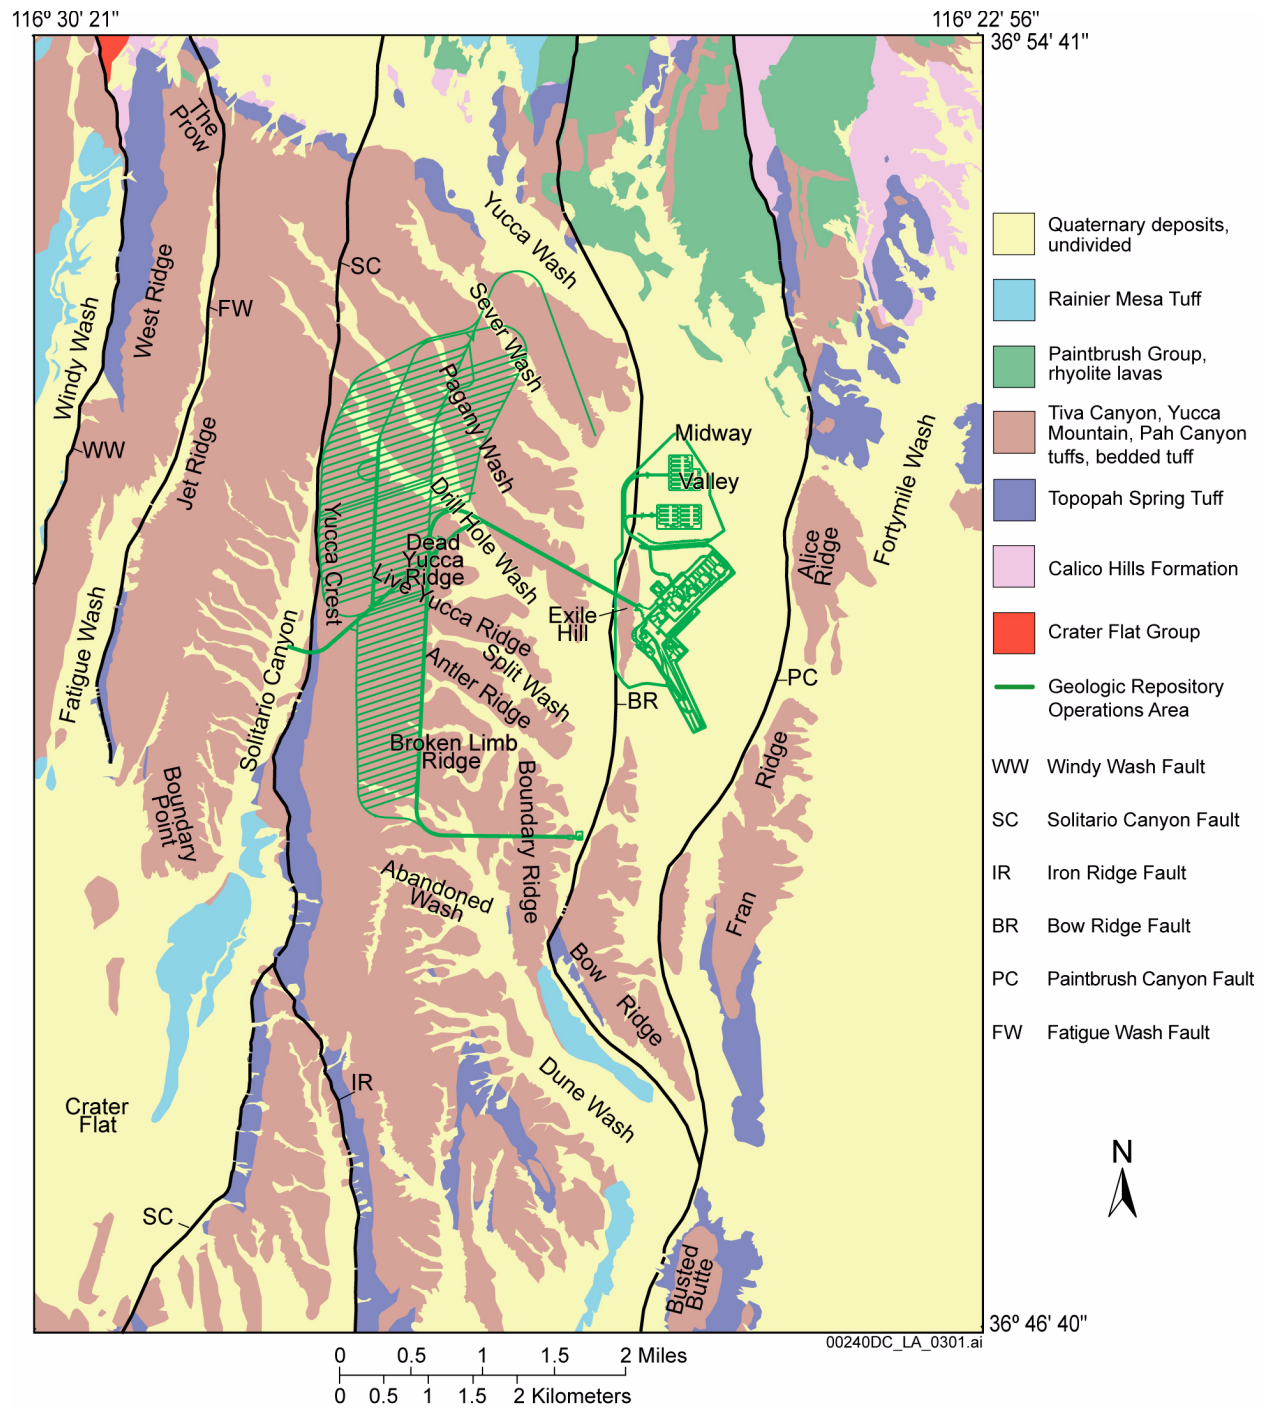 116º 30' 21"
116º 22' 56"
36º 54' 41"
The
Prow
Yucca Wash
West Ridge
SC
FW
Sever Wash
Windy Wash
Pagany Wash
WW
Jet Ridge
Midway
Valley
Fortymile Wash
Yucca Crest
Drill Hole Wash
Dead
Yucca
Ridge
Live Yucca Ridge
Alice
Ridge
Exile
Hill
Fatigue Wash
Solitario Canyon
Split Wash
Antler Ridge
BR
PC
Broken Limb
Ridge
Boundary
Point
Boundary Ridge
Ridge
Fran
Abandoned
Wash
Bow
Ridge
Dune Wash
IR
Crater
Flat
SC
Busted
Butte
Quaternary deposits,
undivided
Rainier Mesa Tuff
Paintbrush Group,
rhyolite lavas
Tiva Canyon, Yucca
Mountain, Pah Canyon
tuffs, bedded tuff
Topopah Spring Tuff
Calico Hills Formation
Crater Flat Group
Geologic Repository
Operations Area
WW Windy Wash Fault
SC Solitario Canyon Fault
IR Iron Ridge Fault
BR Bow Ridge Fault
PC Paintbrush Canyon Fault
FW Fatigue Wash Fault
N
36º 46' 40"
00240DC_LA_0301.ai
0 0.5 1 1.5 2 Miles
0 0.5 1 1.5 2 Kilometers